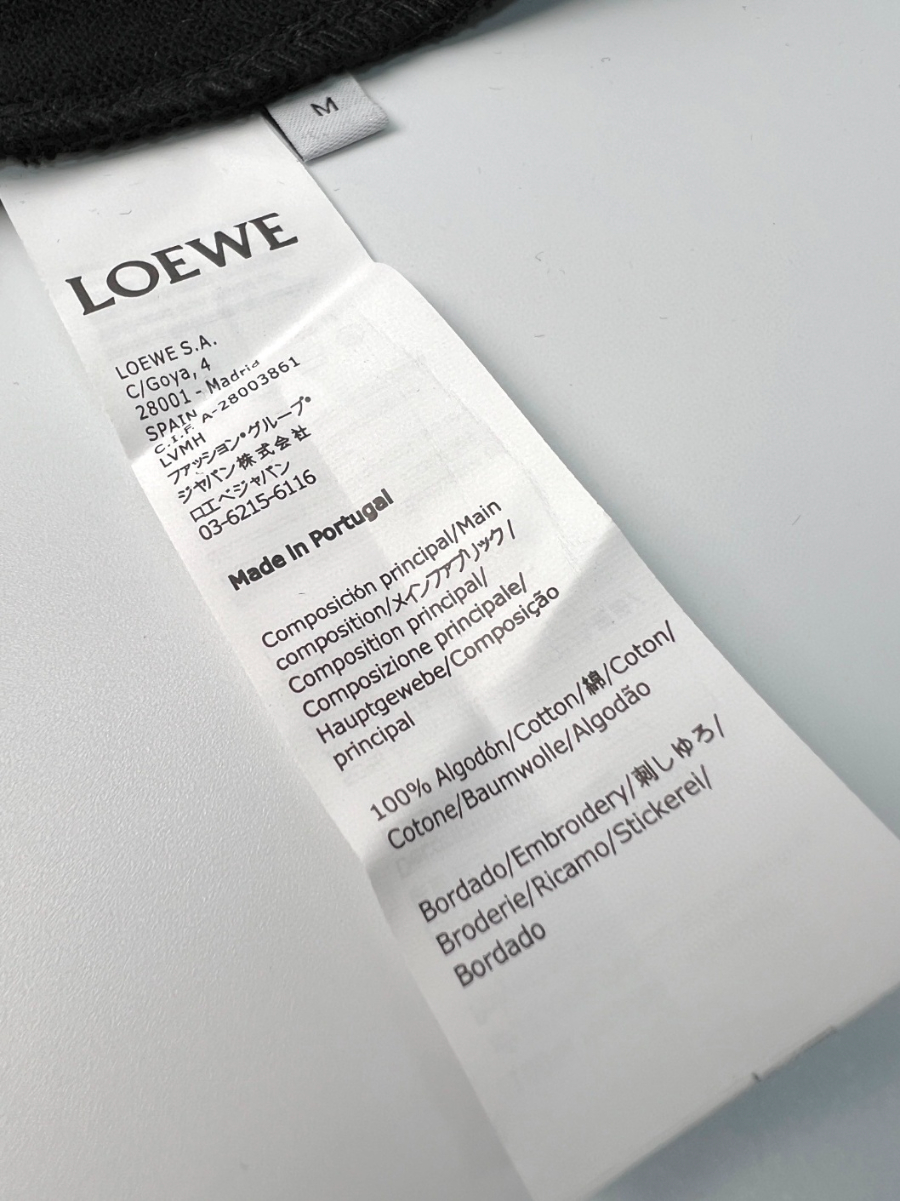 M
LOEWE
LOEWE S.A.
C/Goya, 4
28001 - Madrid
SPAIN
C.I.F. A-28003861
LVMH
ファッション•グループ•
ジャパン株式会社
ロエベジャパン
03-6215-6116
Made in Portugal
Composición principal/Main
composition/メインファブリック/
Composition principal/
Composizione principale/
Hauptgewebe/Composição
principal
100% Algodón/Cotton/綿/Coton/
Cotone/Baumwolle/Algodão
Bordado/Embroidery/刺しゆろ/
Broderie/Ricamo/Stickerei/
Bordado